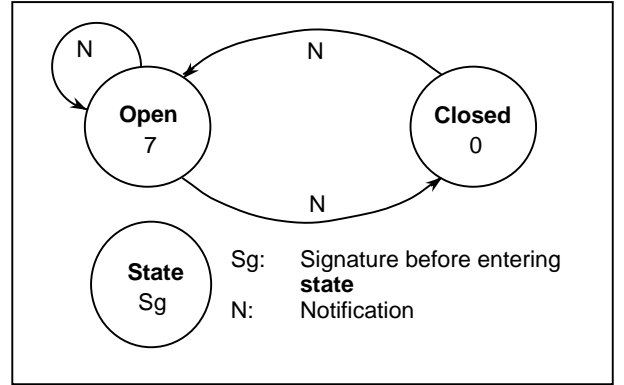 N
N
Open
7
Closed
0
N
State
Sg
Sg: Signature before entering
state
N: Notification